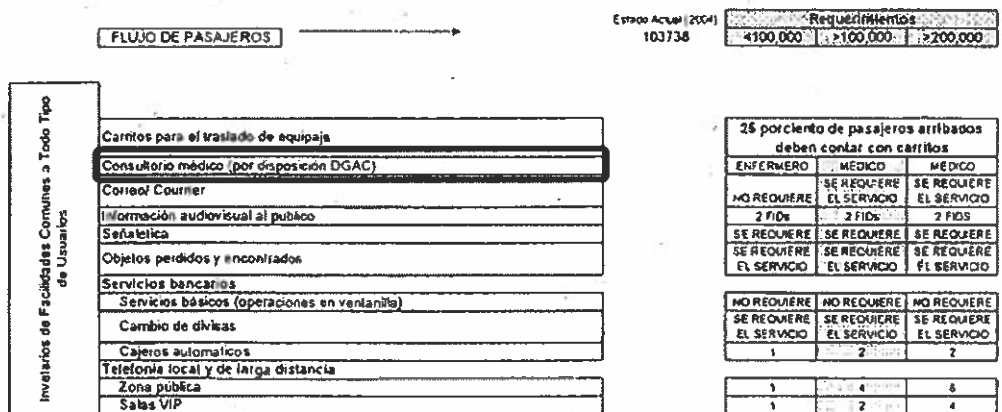 Estado Actual (2004) Requerimientos
FLUJO DE PASAJEROS 103738 <100,000 >100,000 >200,000
Invetarios de Facilidades Comunes a Todo Tipo
de Usuarios
Carritos para el traslado de equipaje 25 porciento de pasajeros arribados
deben contar con carritos
Consultorio médico (por disposición DGAC) ENFERMERO MEDICO MEDICO
Correo/ Courrier NO REQUIERE SE REQUIERE EL SERVICIO SE REQUIERE EL SERVICIO
Información audiovisual al publico 2 FIDs 2 FIDs 2 FIDS
Señaletica SE REQUIERE SE REQUIERE SE REQUIERE
Objetos perdidos y encontrados SE REQUIERE EL SERVICIO SE REQUIERE EL SERVICIO SE REQUIERE EL SERVICIO
Servicios bancarios
Servicios básicos (operaciones en ventanilla) NO REQUIERE NO REQUIERE NO REQUIERE
Cambio de divisas SE REQUIERE EL SERVICIO SE REQUIERE EL SERVICIO SE REQUIERE EL SERVICIO
Cajeros automaticos 1 2 2
Telefonia local y de larga distancia
Zona pública 1 4 6
Salas VIP 1 2 4